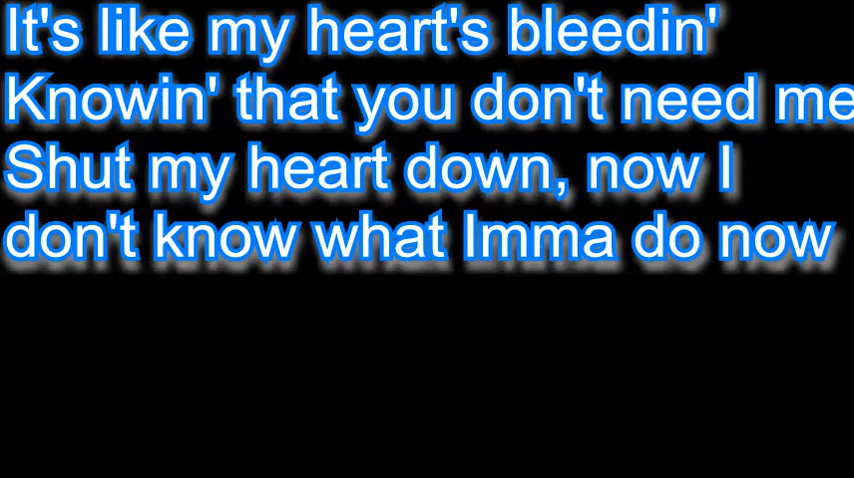 It's like my heart's bleedin'
Knowin' that you don't need me
Shut my heart down, now I
don't know what Imma do now